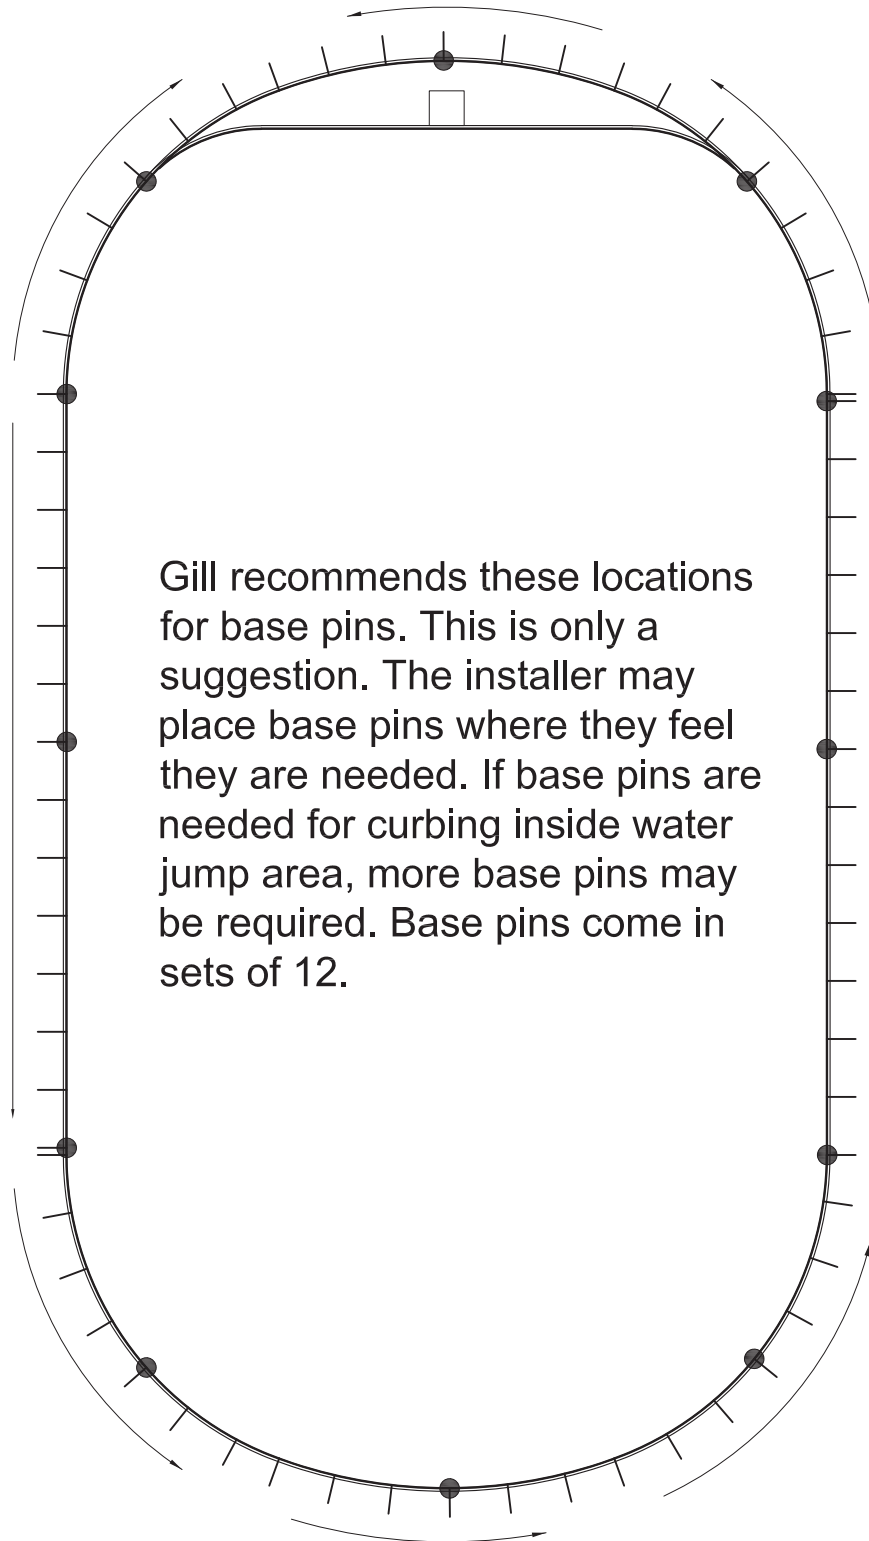 Gill recommends these locations
for base pins. This is only a
suggestion. The installer may
place base pins where they feel
they are needed. If base pins are
needed for curbing inside water
jump area, more base pins may
be required. Base pins come in
sets of 12.